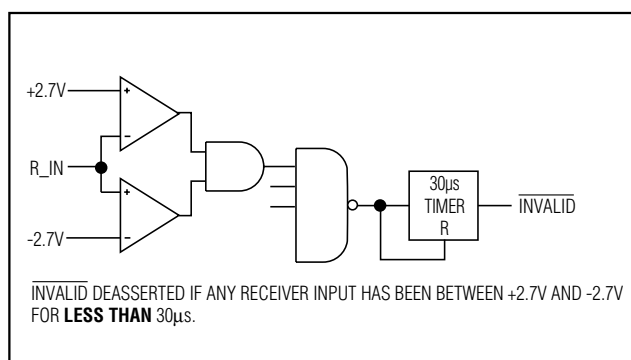 +2.7V
+
−
R_IN
+
−
-2.7V
30µs
TIMER
R
INVALID
INVALID DEASSERTED IF ANY RECEIVER INPUT HAS BEEN BETWEEN +2.7V AND -2.7V
FOR LESS THAN 30µs.